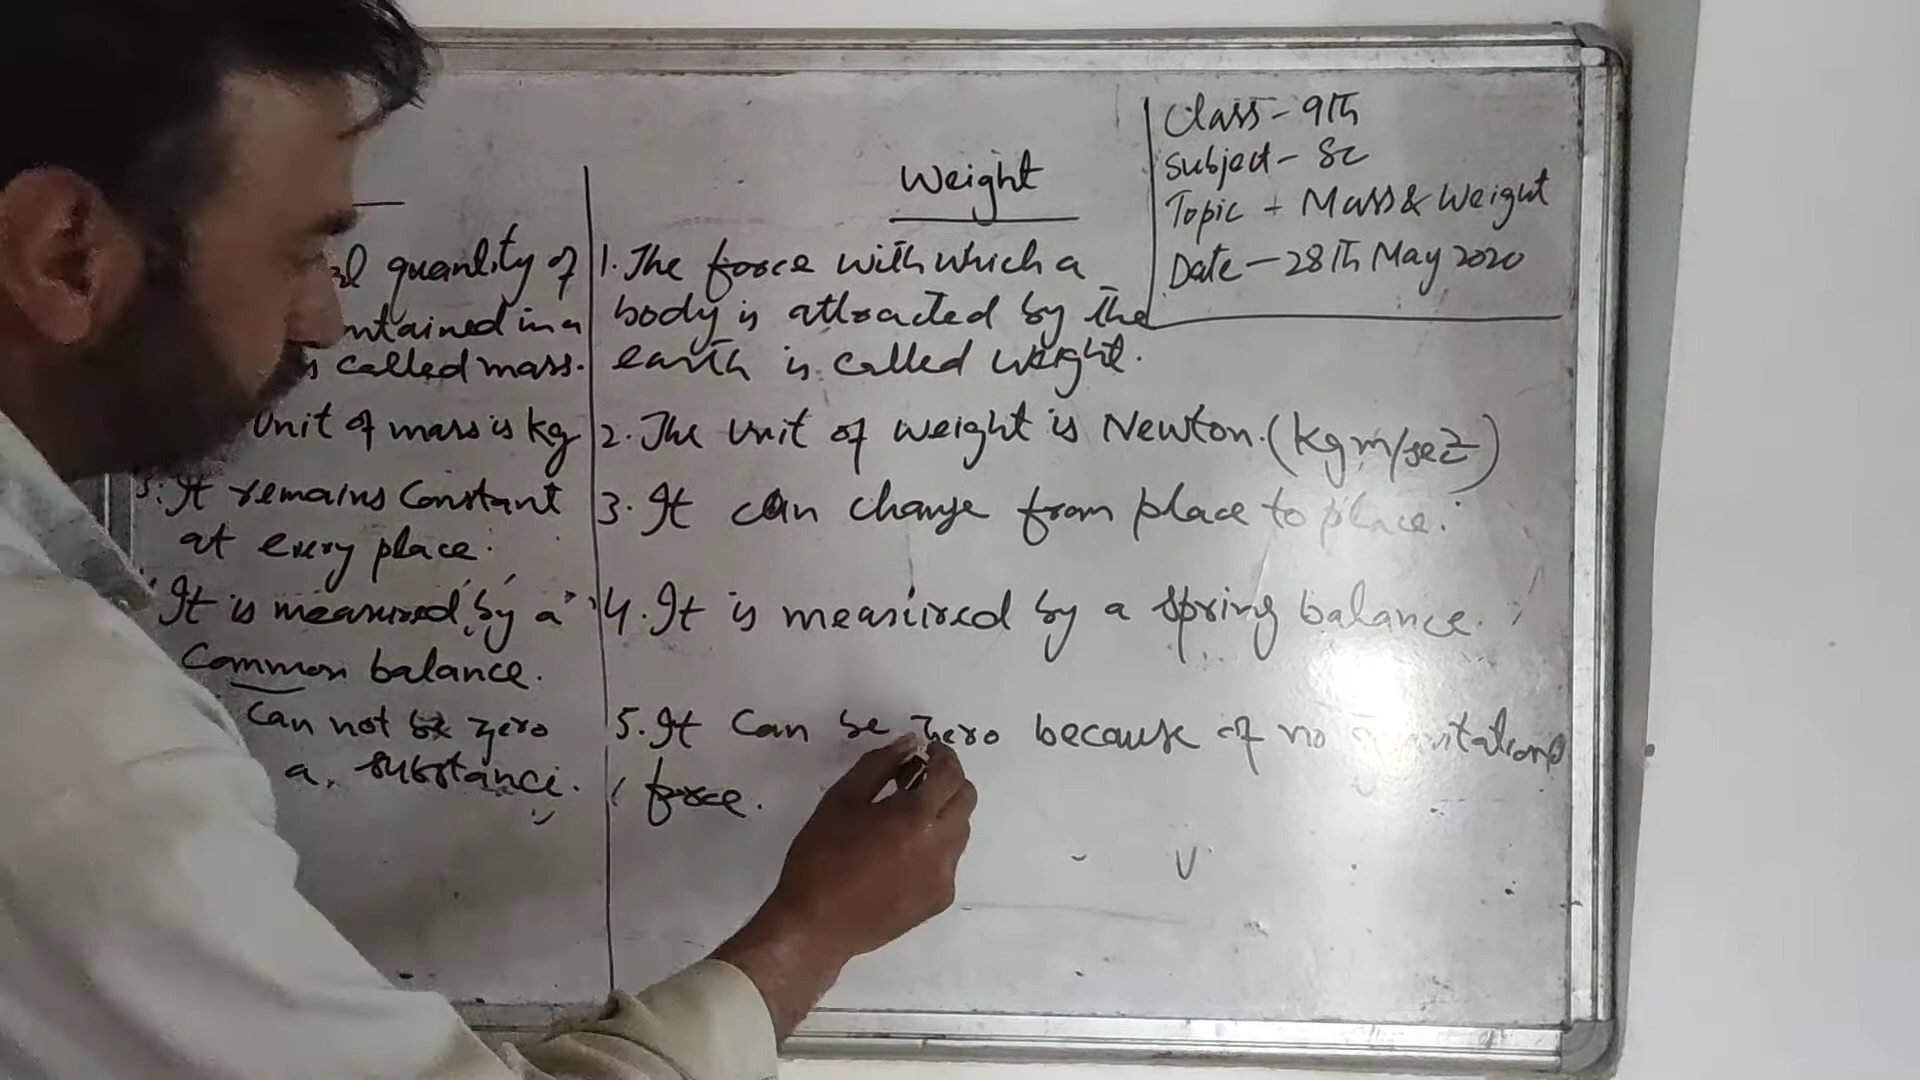 Class - 9th
Subject - Sc
Topic - Mass & Weight
Date - 28th May 2020
Weight
quantity of
in a
is called mass.
Unit of mass is kg
It remains Constant
at every place.
It is measured by a
Common balance.
Can not be zero
a substance.
1. The force with which a
body is attracted by the
earth is called weight.
2. The Unit of weight is Newton. (kg m/sec2)
3. It can change from place to place.
4. It is measured by a spring balance.
5. It Can be zero because of no
force.